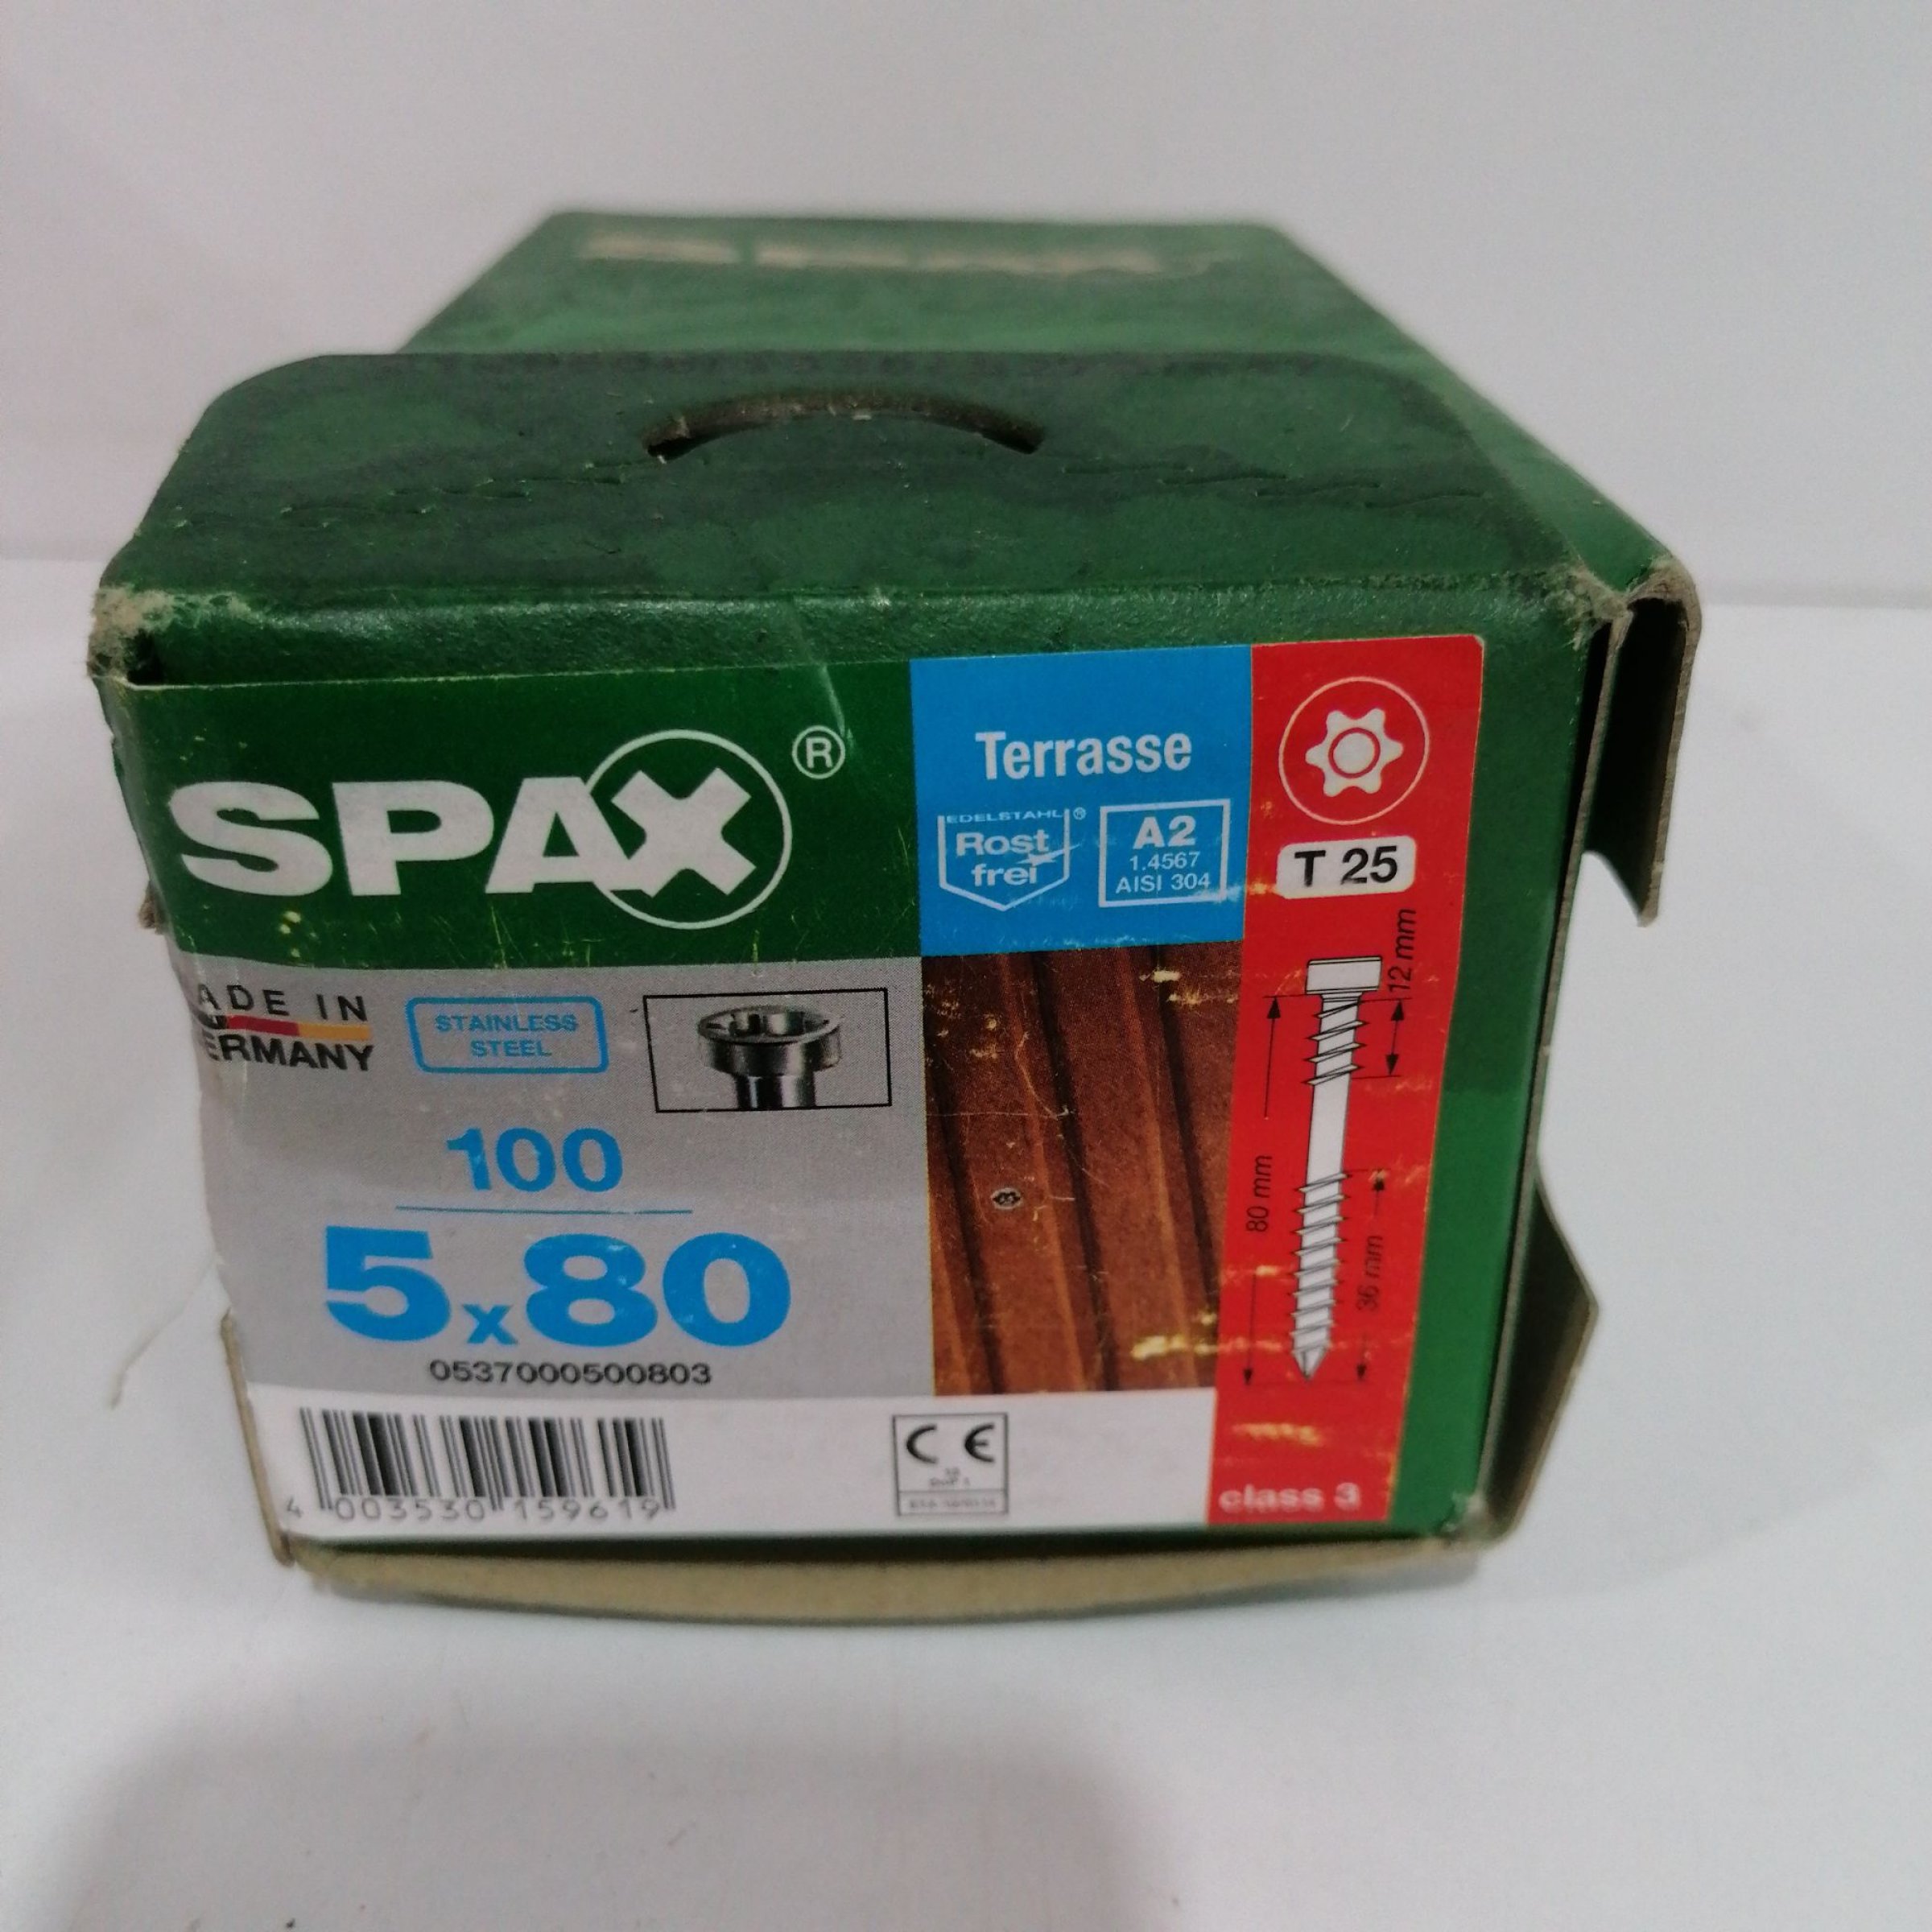 SPAX®
Terrasse
EDELSTAHL®
Rost
frei
A2
1.4567
AISI 304
T 25
ADE IN
ERMANY
STAINLESS
STEEL
100
5x80
0537000500803
12 mm
80 mm
36 mm
4 003530 159619
CE
class 3